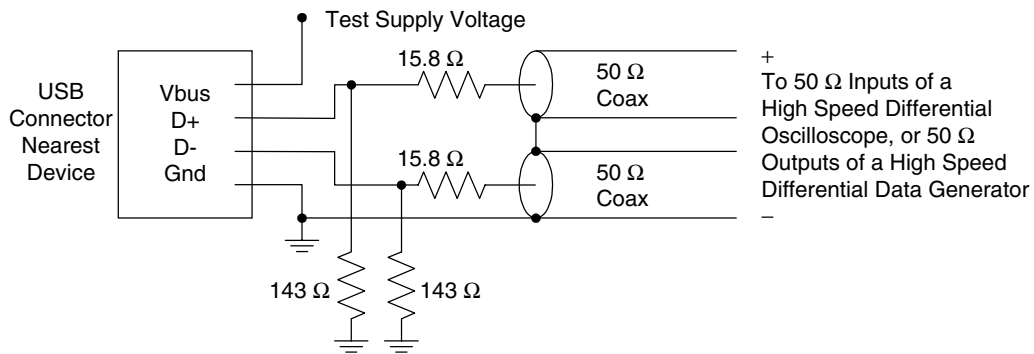 Test Supply Voltage
USB
Connector
Nearest
Device
Vbus
D+
D-
Gnd
15.8 Ω
15.8 Ω
50 Ω
Coax
50 Ω
Coax
+
To 50 Ω Inputs of a
High Speed Differential
Oscilloscope, or 50 Ω
Outputs of a High Speed
Differential Data Generator
−
143 Ω
143 Ω